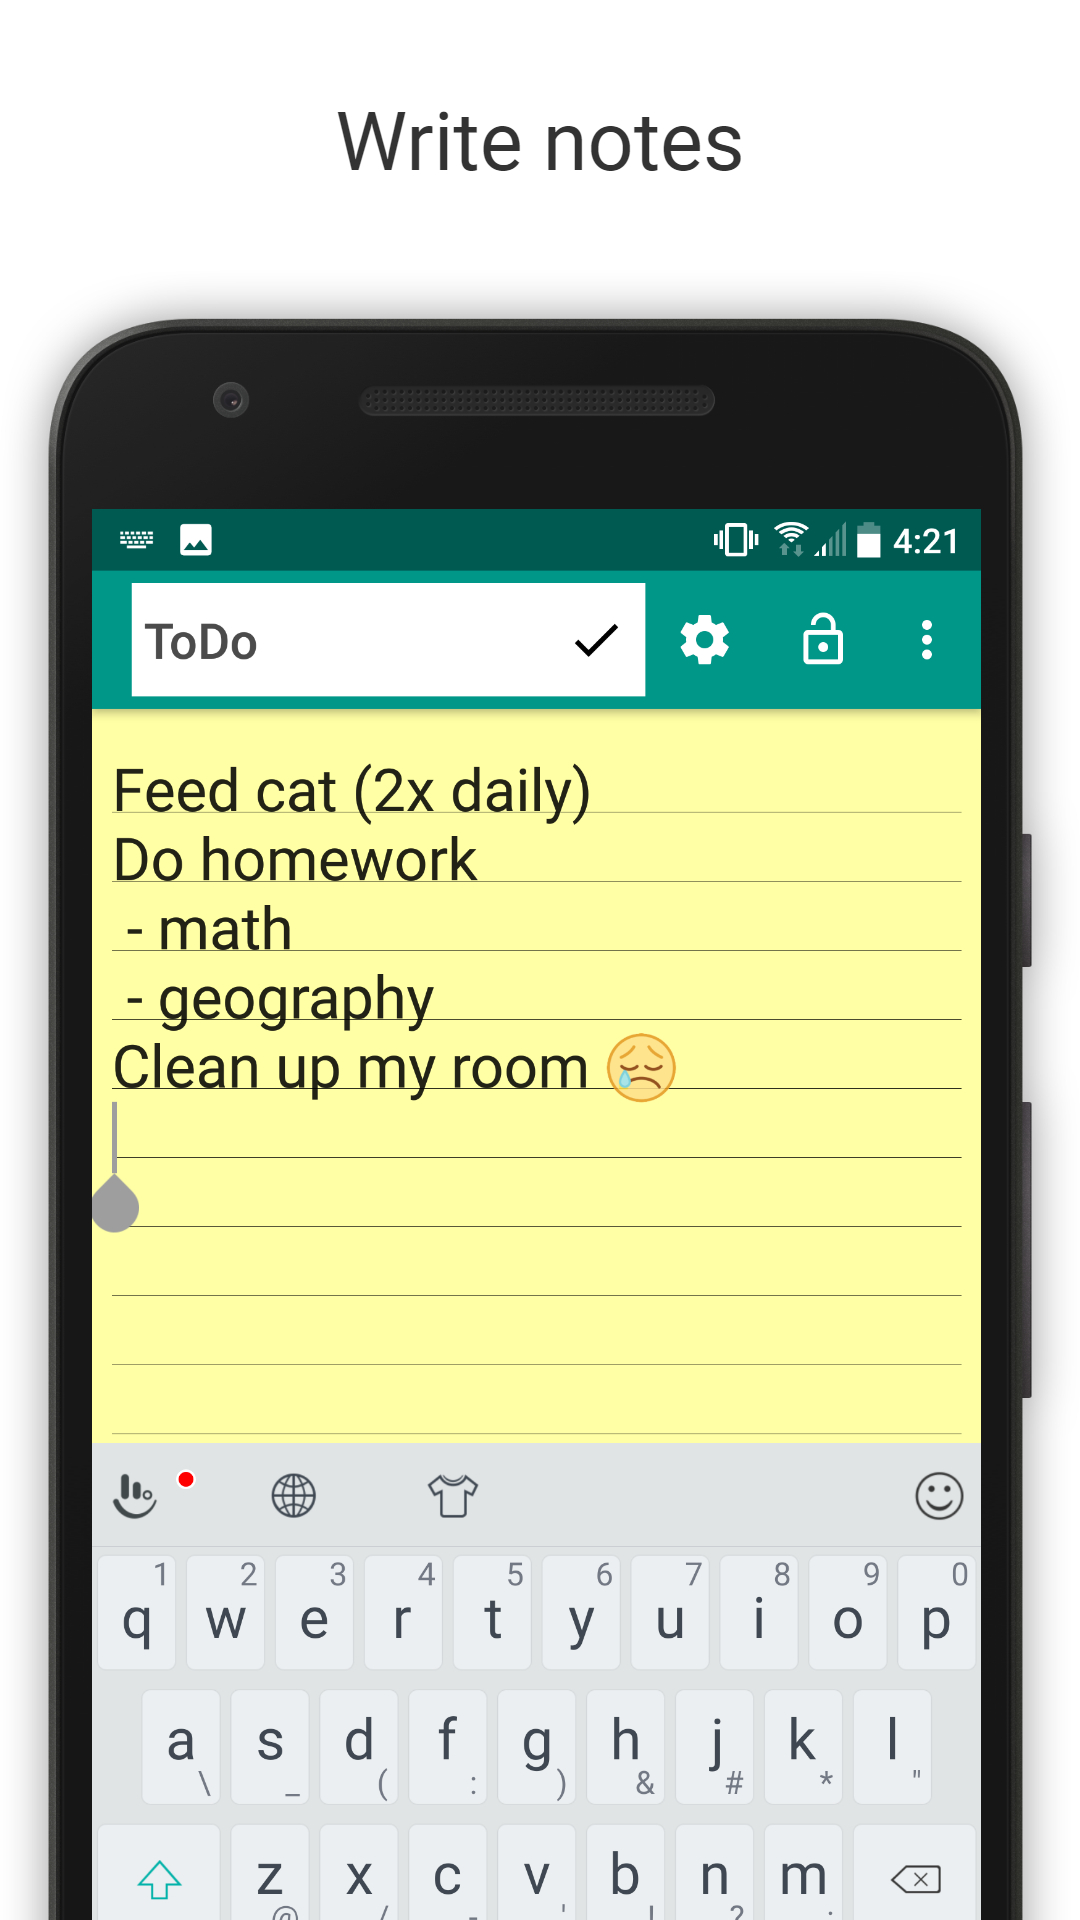 Write notes
4:21
ToDo
Feed cat (2x daily)
Do homework
- math
- geography
Clean up my room 😢
1 2 3 4 5 6 7 8 9 0
q w e r t y u i o p
a s d f g h j k l
\ _ ( : ) & # * "
z x c v b n m
@ / - ' ! ? ;